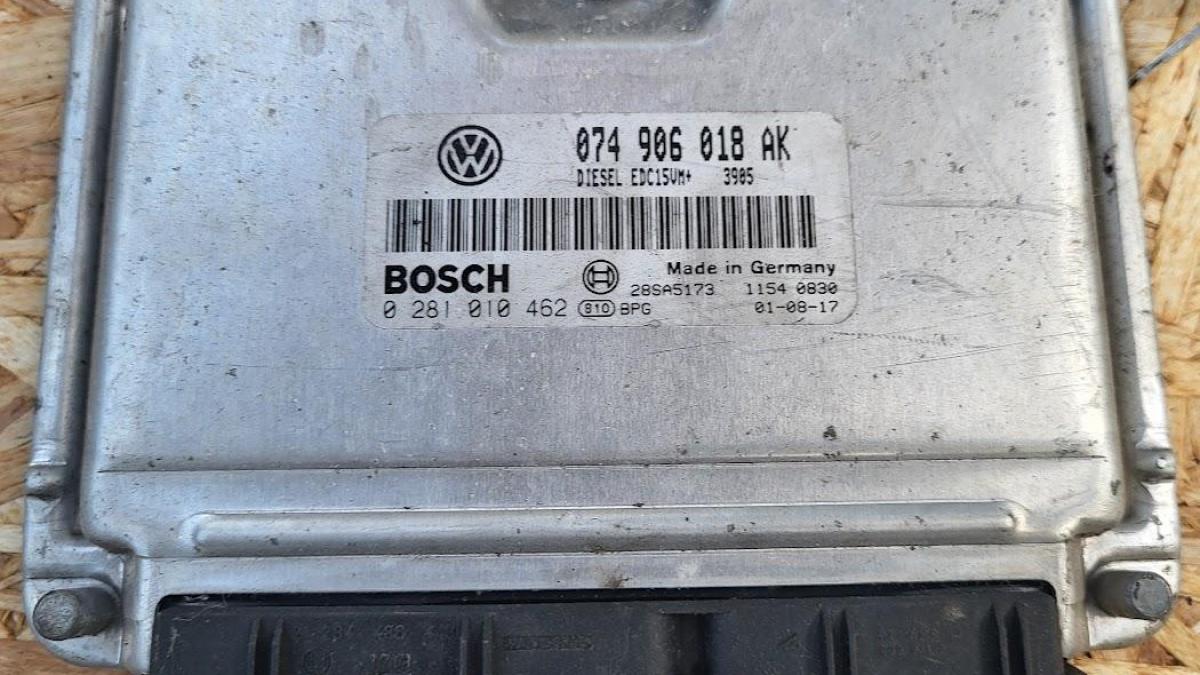 074 906 018 AK
DIESEL EDC15VM+ 3905
BOSCH
Made in Germany
28SA5173 1154 0830
0 281 010 462 810 BPG 01-08-17